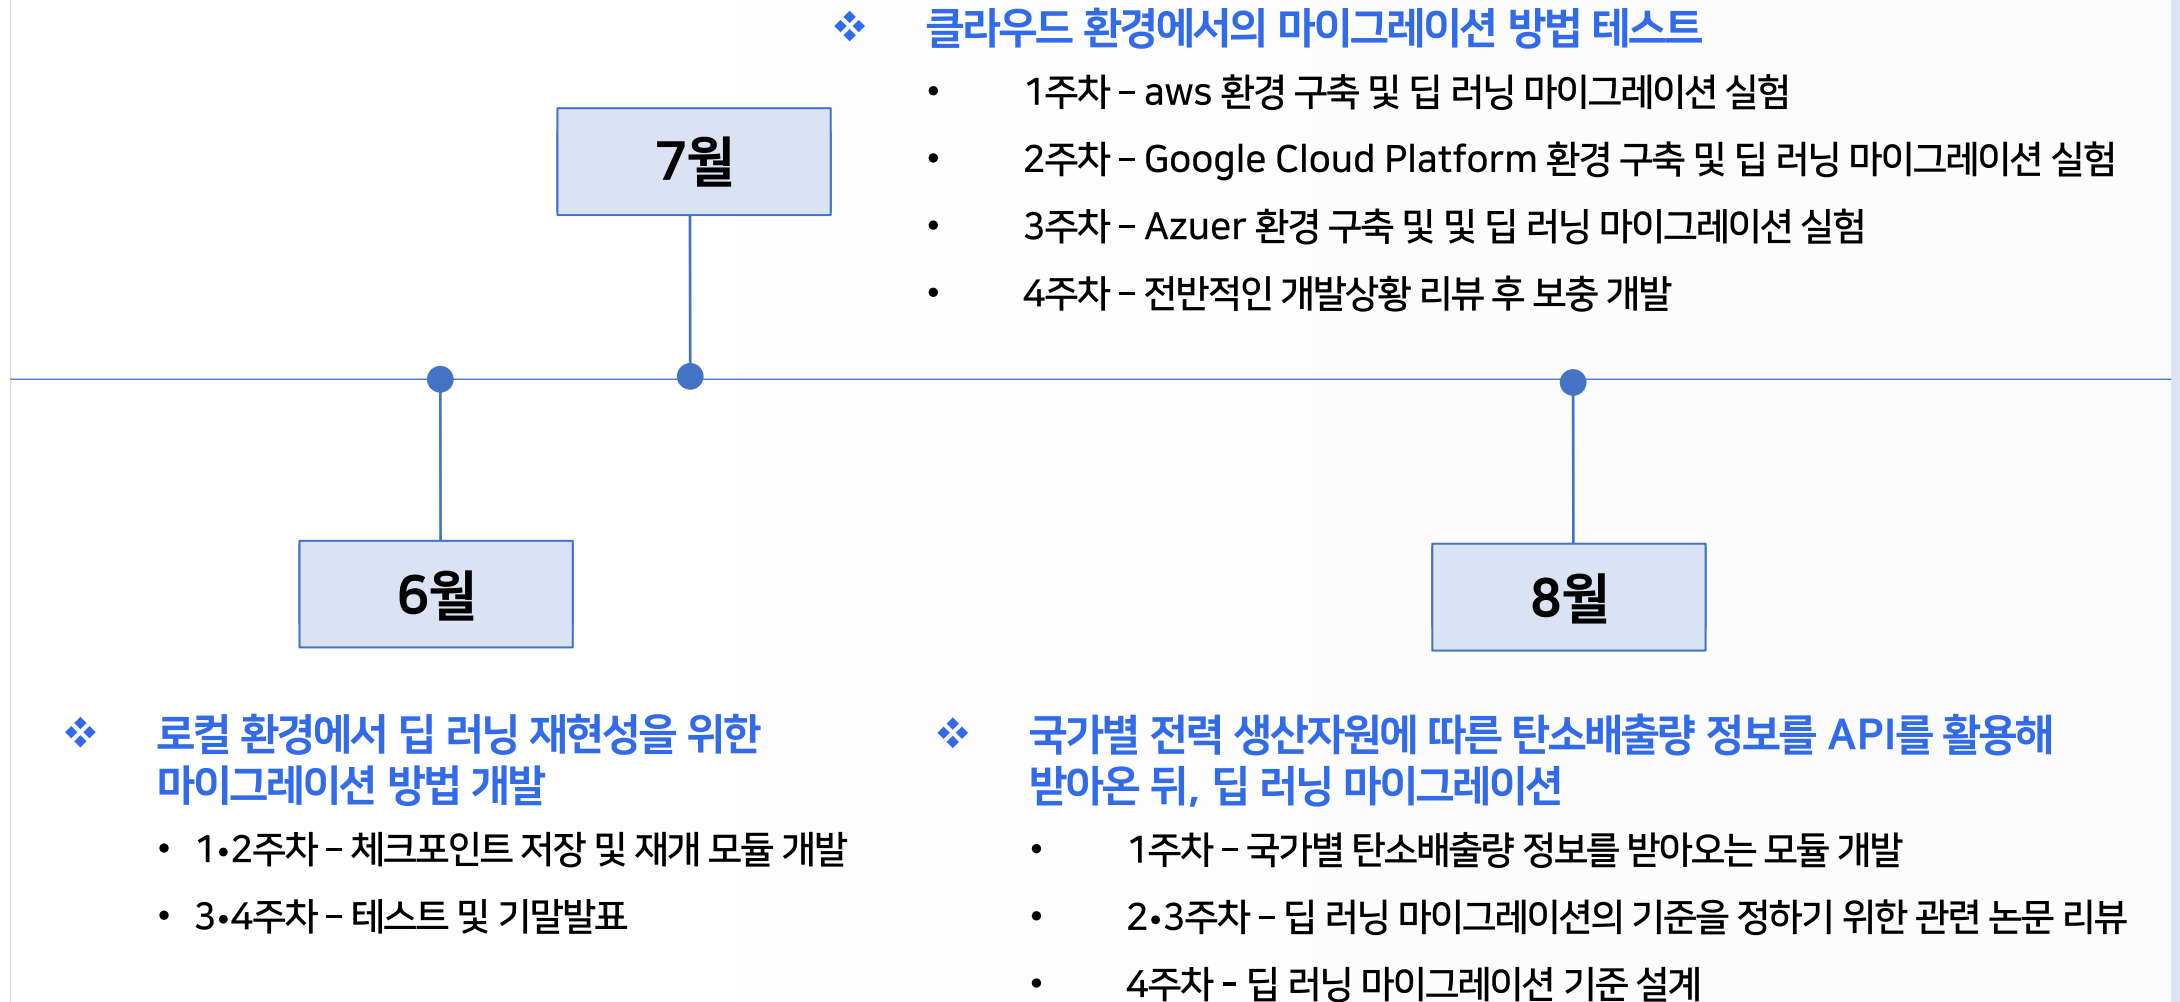 ❖ 클라우드 환경에서의 마이그레이션 방법 테스트
• 1주차 – aws 환경 구축 및 딥 러닝 마이그레이션 실험
• 2주차 – Google Cloud Platform 환경 구축 및 딥 러닝 마이그레이션 실험
• 3주차 – Azuer 환경 구축 및 및 딥 러닝 마이그레이션 실험
• 4주차 – 전반적인 개발상황 리뷰 후 보충 개발
7월
6월
8월
❖ 로컬 환경에서 딥 러닝 재현성을 위한
마이그레이션 방법 개발
• 1•2주차 – 체크포인트 저장 및 재개 모듈 개발
• 3•4주차 – 테스트 및 기말발표
❖ 국가별 전력 생산자원에 따른 탄소배출량 정보를 API를 활용해
받아온 뒤, 딥 러닝 마이그레이션
• 1주차 – 국가별 탄소배출량 정보를 받아오는 모듈 개발
• 2•3주차 – 딥 러닝 마이그레이션의 기준을 정하기 위한 관련 논문 리뷰
• 4주차 - 딥 러닝 마이그레이션 기준 설계